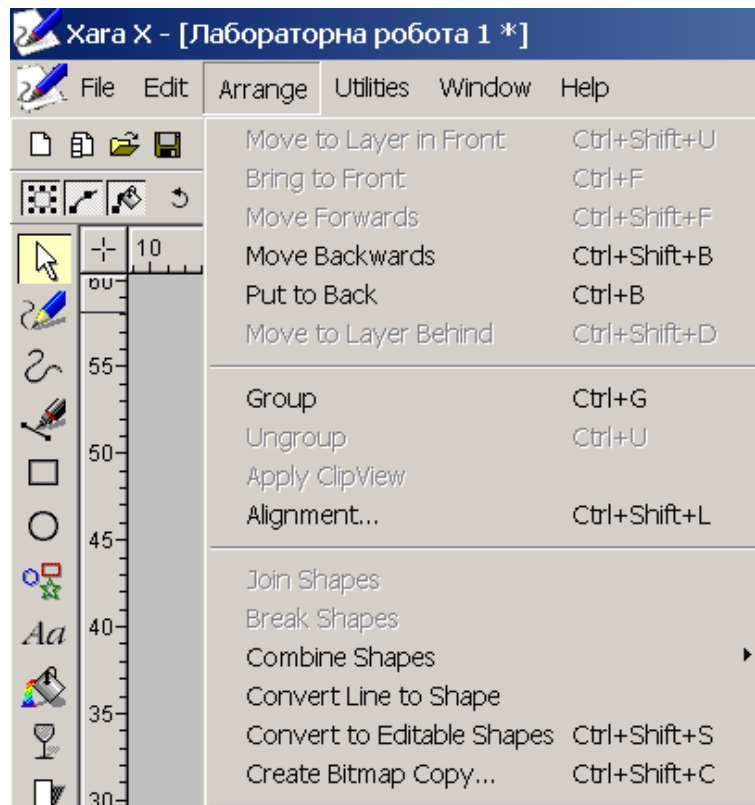 Xara X - [Лабораторна робота 1 *]
File Edit Arrange Utilities Window Help
Move to Layer in Front Ctrl+Shift+U
Bring to Front Ctrl+F
Move Forwards Ctrl+Shift+F
Move Backwards Ctrl+Shift+B
Put to Back Ctrl+B
Move to Layer Behind Ctrl+Shift+D
Group Ctrl+G
Ungroup Ctrl+U
Apply ClipView
Alignment... Ctrl+Shift+L
Join Shapes
Break Shapes
Combine Shapes
Convert Line to Shape
Convert to Editable Shapes Ctrl+Shift+S
Create Bitmap Copy... Ctrl+Shift+C
10
60
55
50
45
Aa
40
35
30